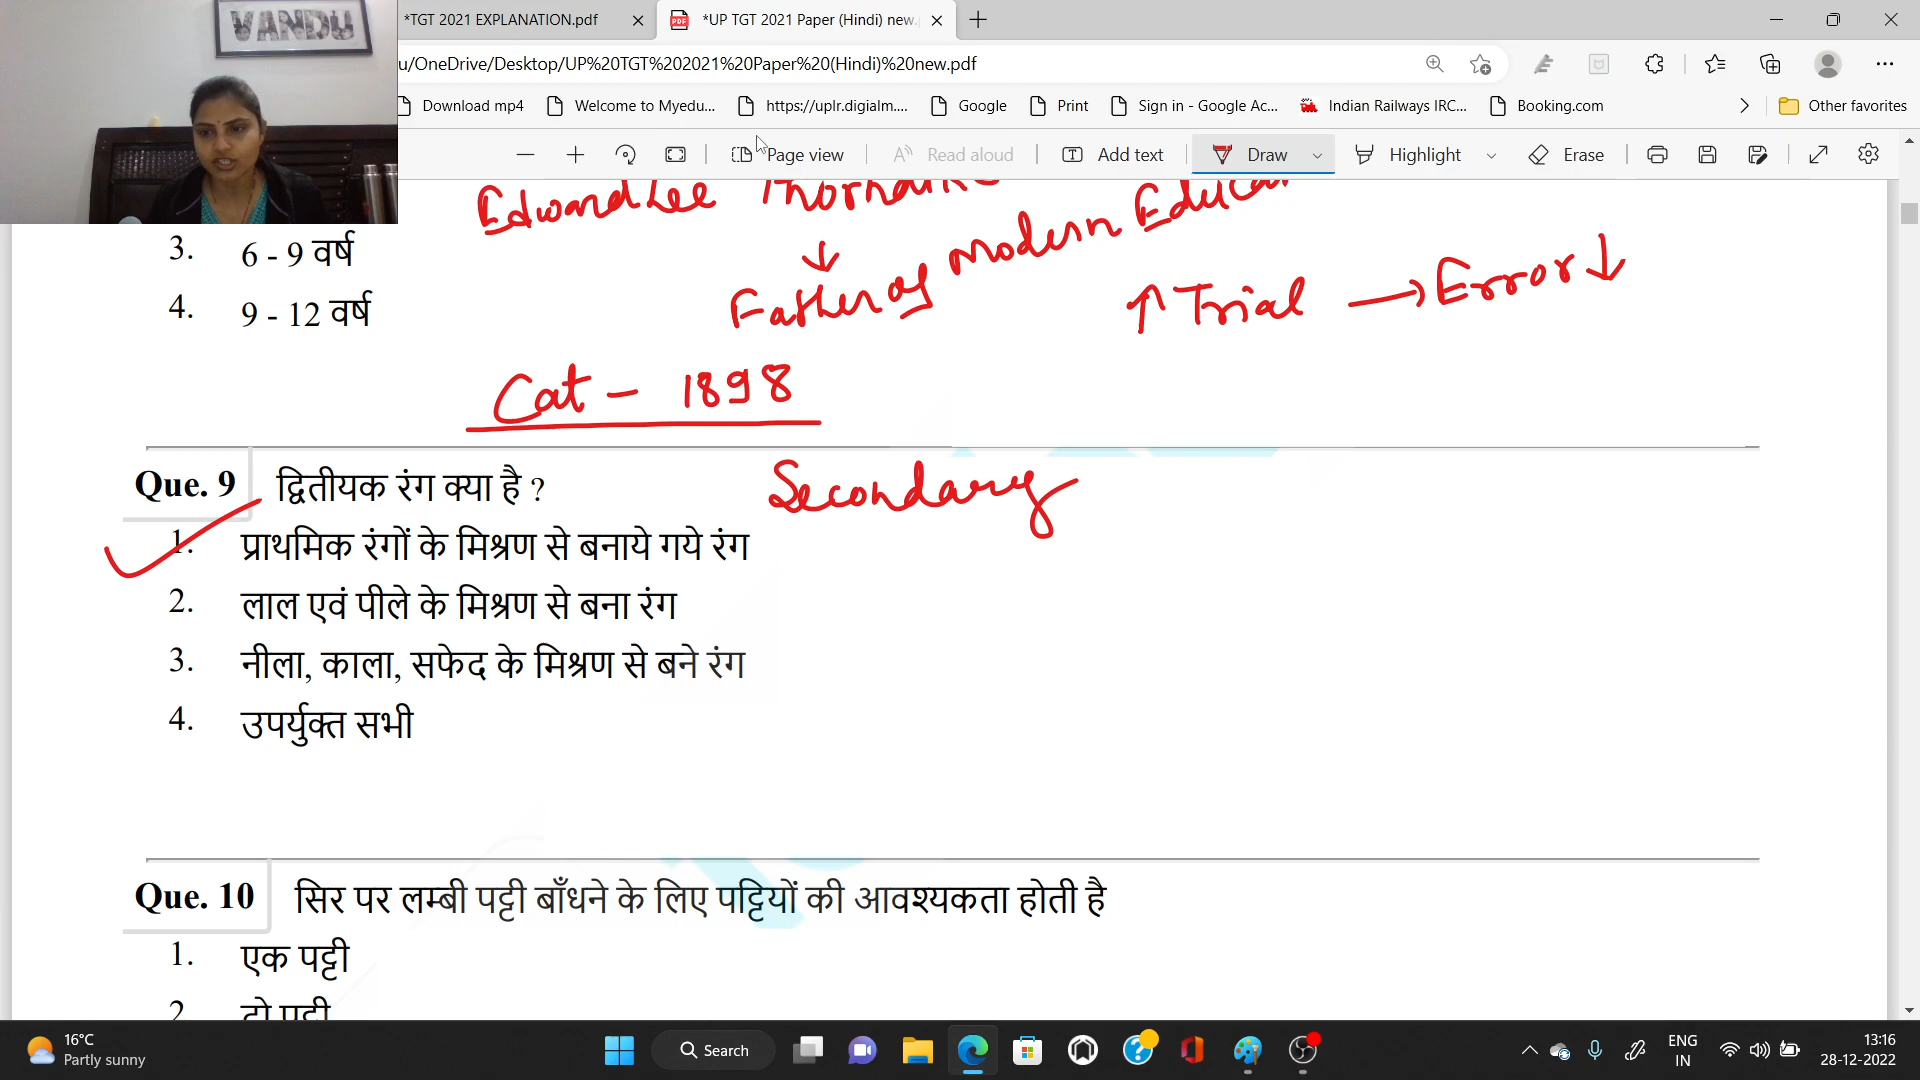 VANDU
*TGT 2021 EXPLANATION.pdf
*UP TGT 2021 Paper (Hindi) new.
u/OneDrive/Desktop/UP%20TGT%202021%20Paper%20(Hindi)%20new.pdf
Download mp4
Welcome to Myedu...
https://uplr.digialm....
Google
Print
Sign in - Google Ac...
Indian Railways IRC...
Booking.com
Other favorites
Page view
Read aloud
Add text
Draw
Highlight
Erase
Edward Lee Thorndike
Father of Modern Educat
↑ Trial → Error ↓
3. 6 - 9 वर्ष
4. 9 - 12 वर्ष
Cat - 1898
Que. 9 द्वितीयक रंग क्या है ?
Secondary
1. प्राथमिक रंगों के मिश्रण से बनाये गये रंग
2. लाल एवं पीले के मिश्रण से बना रंग
3. नीला, काला, सफेद के मिश्रण से बने रंग
4. उपर्युक्त सभी
Que. 10 सिर पर लम्बी पट्टी बाँधने के लिए पट्टियों की आवश्यकता होती है
1. एक पट्टी
2. दो पट्टी
16°C
Partly sunny
Search
ENG
IN
13:16
28-12-2022